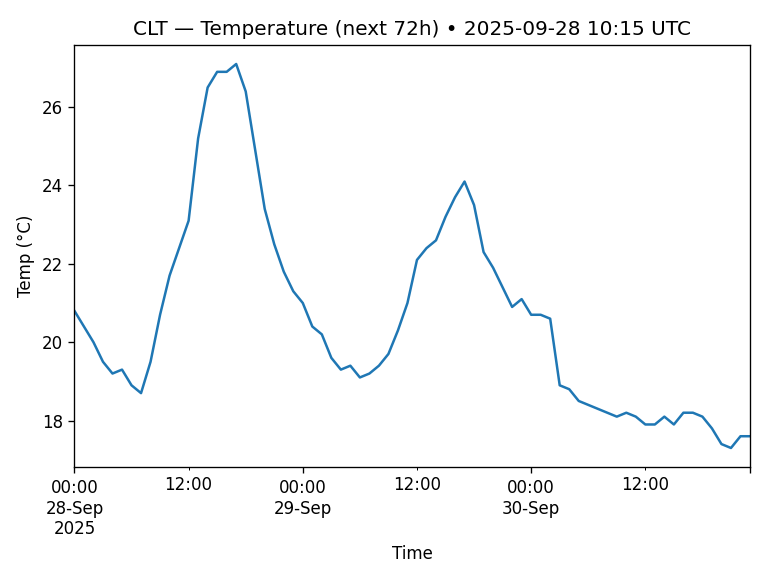 CLT — Temperature (next 72h) • 2025-09-28 10:15 UTC
26
24
22
20
18
Temp (°C)
00:00 12:00 00:00 12:00 00:00 12:00
28-Sep 29-Sep 30-Sep
2025
Time